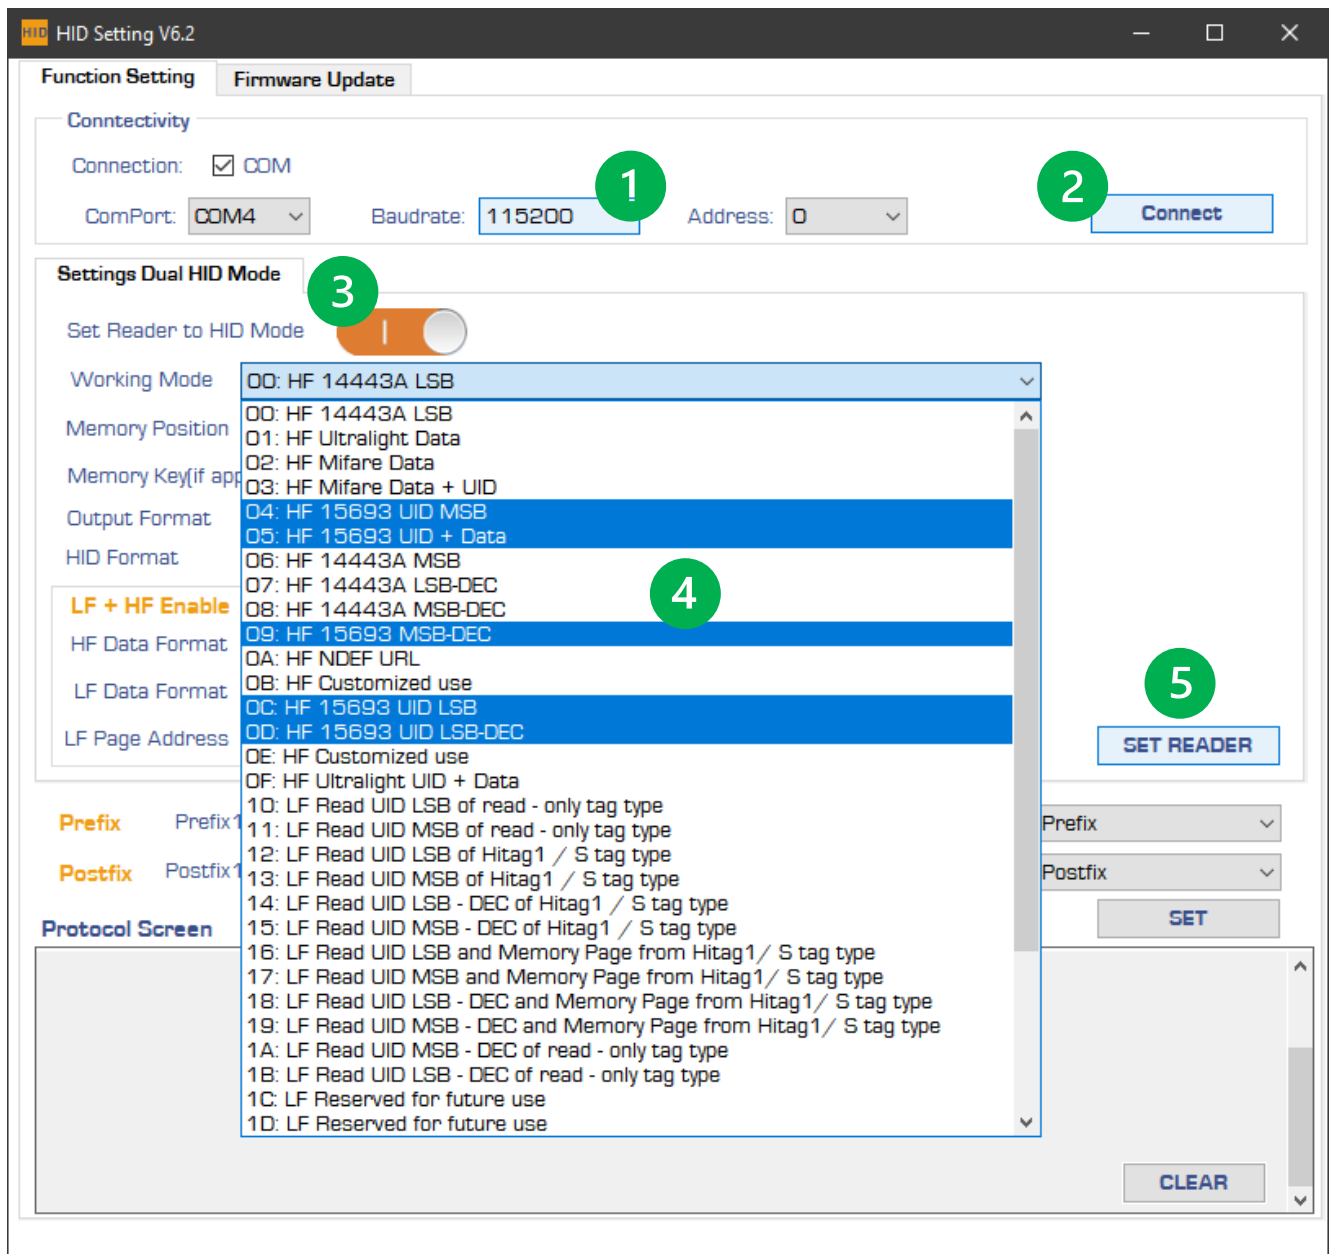 HID HID Setting V6.2
Function Setting Firmware Update
Conntectivity
Connection: COM
1
2
ComPort: COM4 Baudrate: 115200 Address: 0 Connect
Settings Dual HID Mode
3
Set Reader to HID Mode
Working Mode 00: HF 14443A LSB
00: HF 14443A LSB
Memory Position
01: HF Ultralight Data
02: HF Mifare Data
Memory Key(if app
03: HF Mifare Data + UID
Output Format
04: HF 15693 UID MSB
05: HF 15693 UID + Data
HID Format
06: HF 14443A MSB
07: HF 14443A LSB-DEC
4
LF + HF Enable
08: HF 14443A MSB-DEC
HF Data Format
09: HF 15693 MSB-DEC
0A: HF NDEF URL
LF Data Format
0B: HF Customized use
5
0C: HF 15693 UID LSB
LF Page Address
0D: HF 15693 UID LSB-DEC
SET READER
0E: HF Customized use
0F: HF Ultralight UID + Data
10: LF Read UID LSB of read - only tag type
Prefix Prefix1 Prefix
11: LF Read UID MSB of read - only tag type
12: LF Read UID LSB of Hitag1 / S tag type
Postfix Postfix1 Postfix
13: LF Read UID MSB of Hitag1 / S tag type
14: LF Read UID LSB - DEC of Hitag1 / S tag type
Protocol Screen SET
15: LF Read UID MSB - DEC of Hitag1 / S tag type
16: LF Read UID LSB and Memory Page from Hitag1/ S tag type
17: LF Read UID MSB and Memory Page from Hitag1/ S tag type
18: LF Read UID LSB - DEC and Memory Page from Hitag1/ S tag type
19: LF Read UID MSB - DEC and Memory Page from Hitag1/ S tag type
1A: LF Read UID MSB - DEC of read - only tag type
1B: LF Read UID LSB - DEC of read - only tag type
1C: LF Reserved for future use
1D: LF Reserved for future use
CLEAR